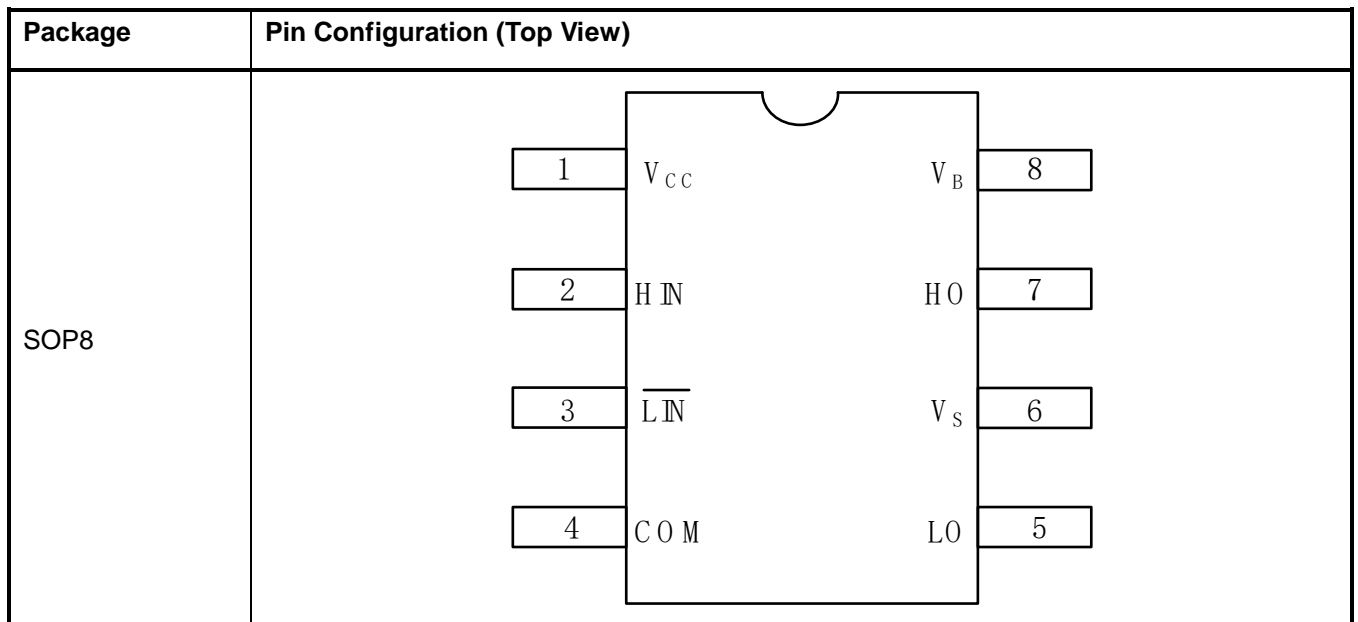 Package Pin Configuration (Top View)
1 VCC VB 8
2 HIN HO 7
SOP8
3 L̅I̅N̅ VS 6
4 COM LO 5